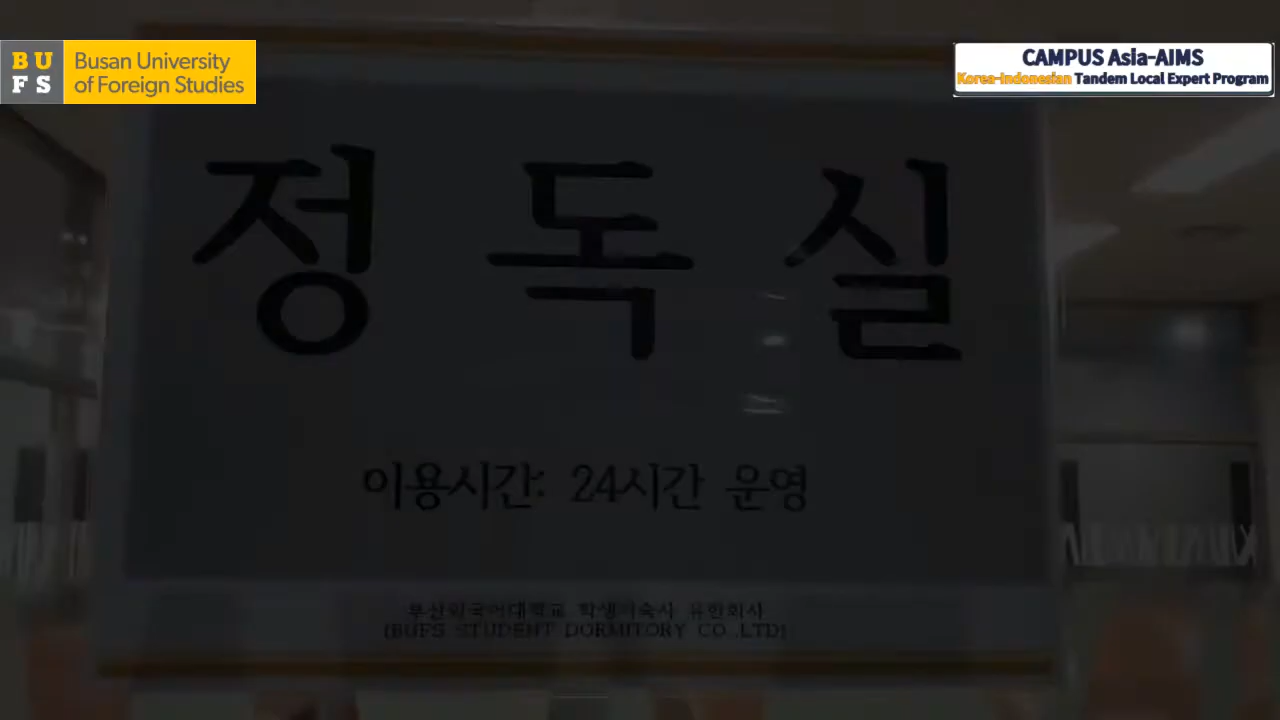 BU
FS
Busan University
of Foreign Studies
CAMPUS Asia-AIMS
Korea-Indonesian Tandem Local Expert Program
정독실
이용시간: 24시간 운영
부산외국어대학교 학생기숙사 유한회사
(BUFS STUDENT DORMITORY CO.,LTD)